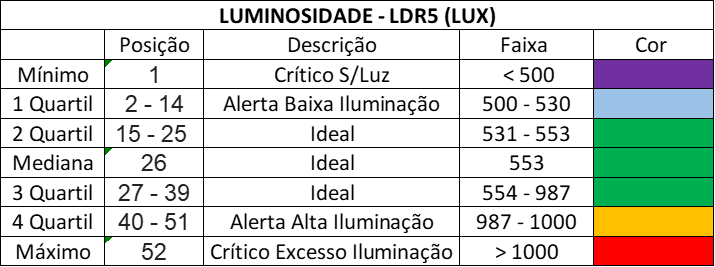 LUMINOSIDADE - LDR5 (LUX)
Posição Descrição Faixa Cor
Mínimo 1 Crítico S/Luz < 500
1 Quartil 2 - 14 Alerta Baixa Iluminação 500 - 530
2 Quartil 15 - 25 Ideal 531 - 553
Mediana 26 Ideal 553
3 Quartil 27 - 39 Ideal 554 - 987
4 Quartil 40 - 51 Alerta Alta Iluminação 987 - 1000
Máximo 52 Crítico Excesso Iluminação > 1000